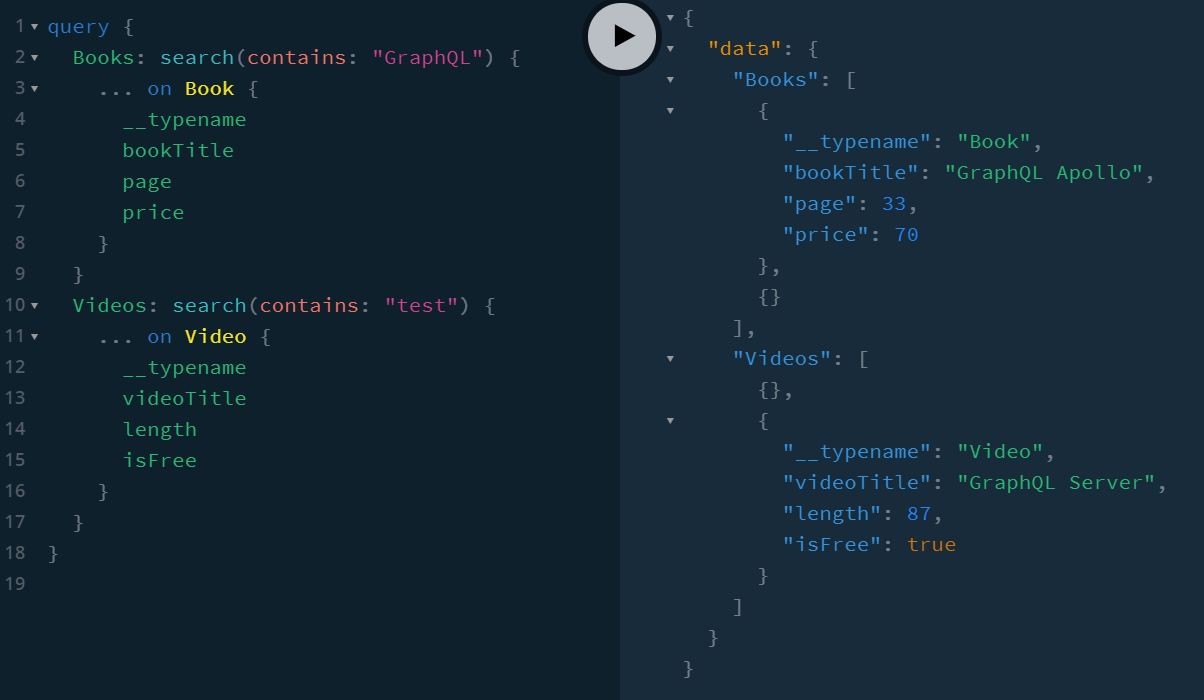 1 query {
2 Books: search(contains: "GraphQL") {
3 ... on Book {
4 __typename
5 bookTitle
6 page
7 price
8 }
9 }
10 Videos: search(contains: "test") {
11 ... on Video {
12 __typename
13 videoTitle
14 length
15 isFree
16 }
17 }
18 }
19
{
"data": {
"Books": [
{
"__typename": "Book",
"bookTitle": "GraphQL Apollo",
"page": 33,
"price": 70
},
{}
],
"Videos": [
{},
{
"__typename": "Video",
"videoTitle": "GraphQL Server",
"length": 87,
"isFree": true
}
]
}
}